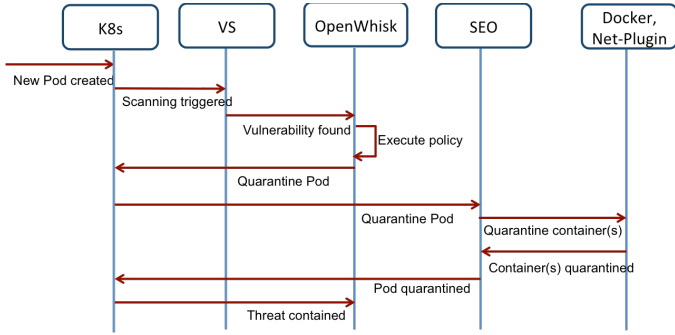 K8s
VS
OpenWhisk
SEO
Docker,
Net-Plugin
New Pod created
Scanning triggered
Vulnerability found
Execute policy
Quarantine Pod
Quarantine Pod
Quarantine container(s)
Container(s) quarantined
Pod quarantined
Threat contained